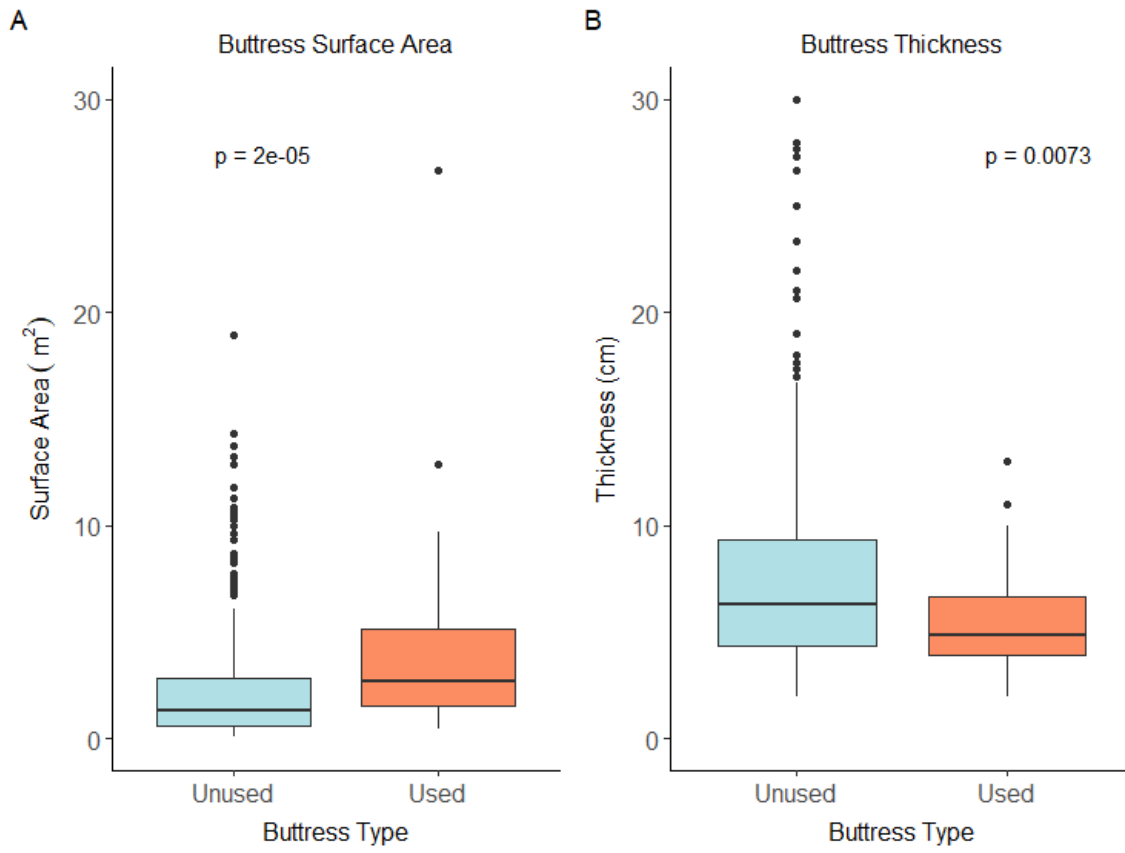 A
Buttress Surface Area
30
20
10
0
Surface Area ( m²)
p = 2e-05
Unused
Used
Buttress Type
B
Buttress Thickness
30
20
10
0
Thickness (cm)
p = 0.0073
Unused
Used
Buttress Type